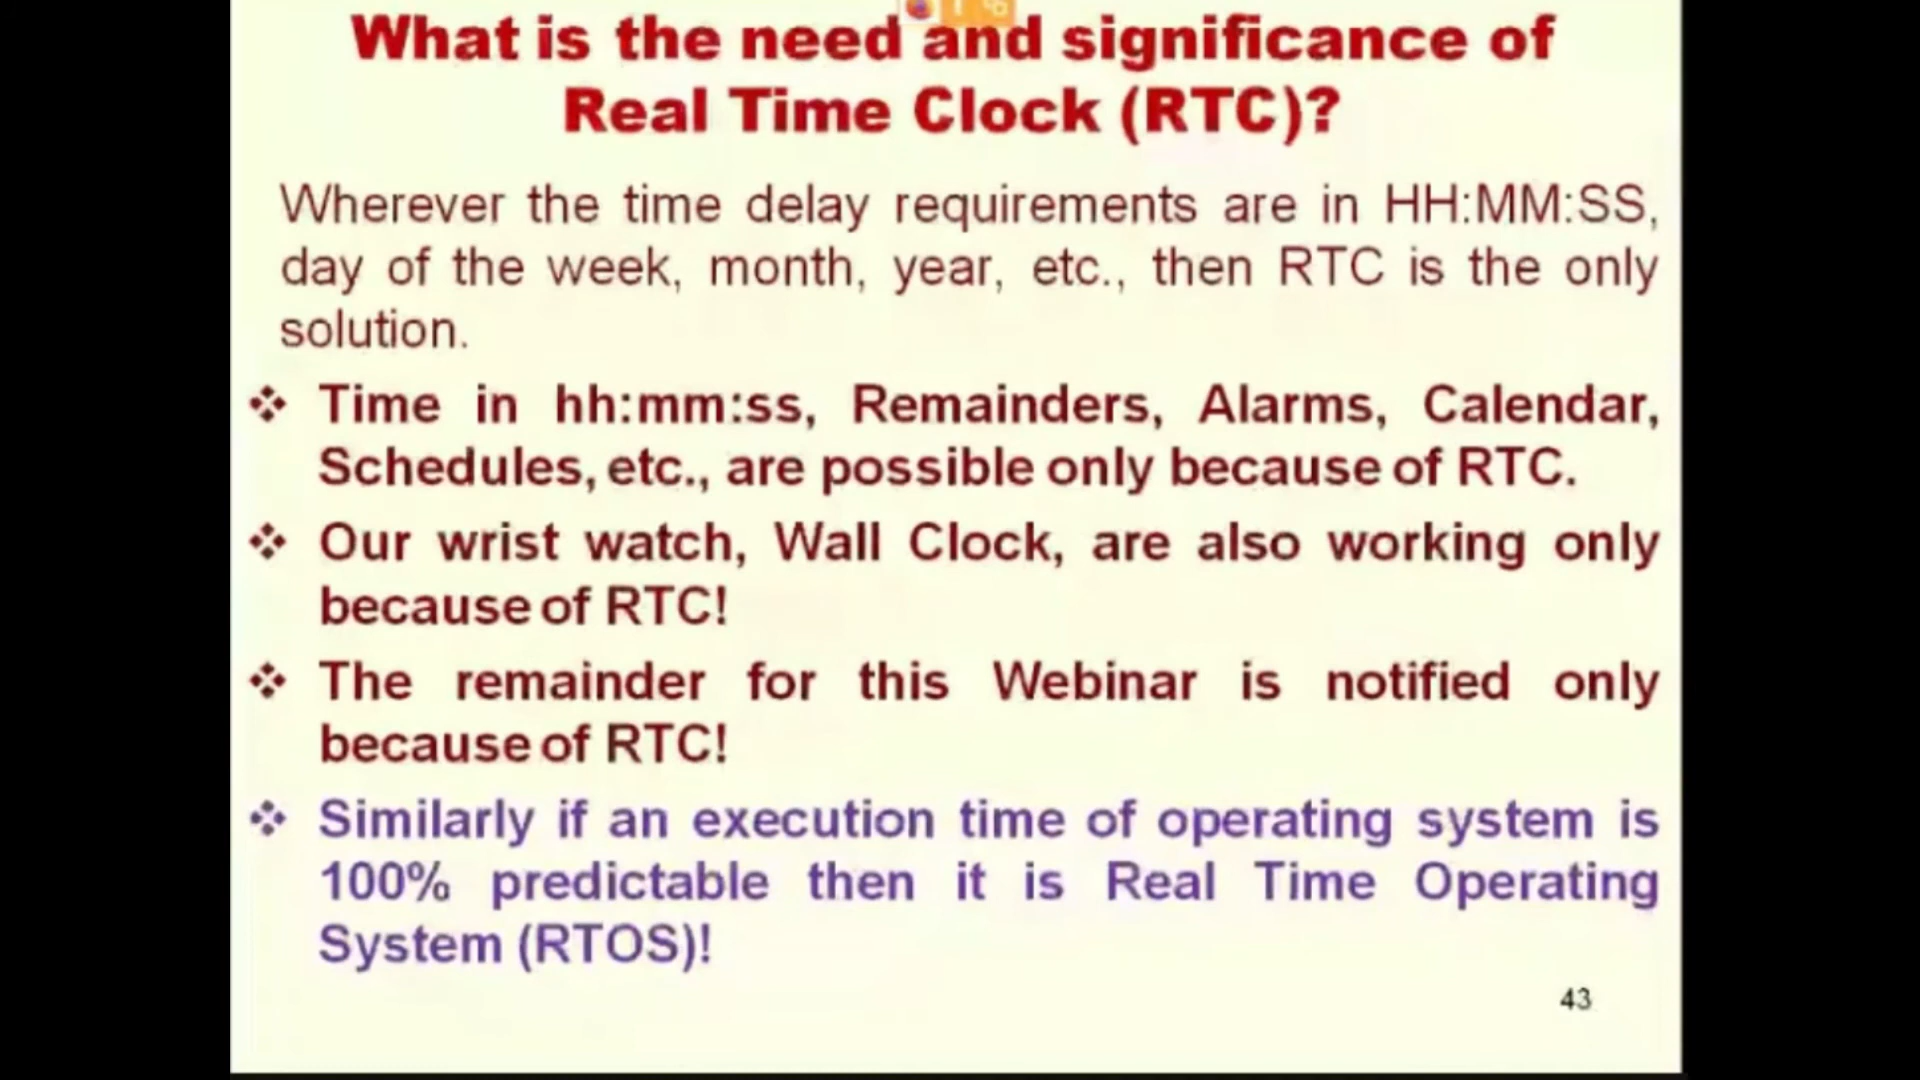 What is the need and significance of
Real Time Clock (RTC)?
Wherever the time delay requirements are in HH:MM:SS,
day of the week, month, year, etc., then RTC is the only
solution.
❖ Time in hh:mm:ss, Remainders, Alarms, Calendar,
Schedules, etc., are possible only because of RTC.
❖ Our wrist watch, Wall Clock, are also working only
because of RTC!
❖ The remainder for this Webinar is notified only
because of RTC!
❖ Similarly if an execution time of operating system is
100% predictable then it is Real Time Operating
System (RTOS)!
43